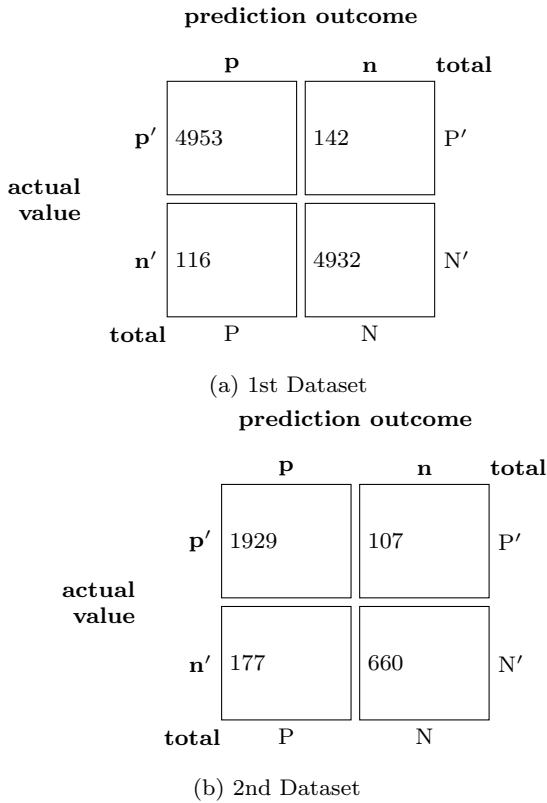 prediction outcome
p n total
p′ 4953 142 P′
actual
value
n′ 116 4932 N′
total P N
(a) 1st Dataset
prediction outcome
p n total
p′ 1929 107 P′
actual
value
n′ 177 660 N′
total P N
(b) 2nd Dataset